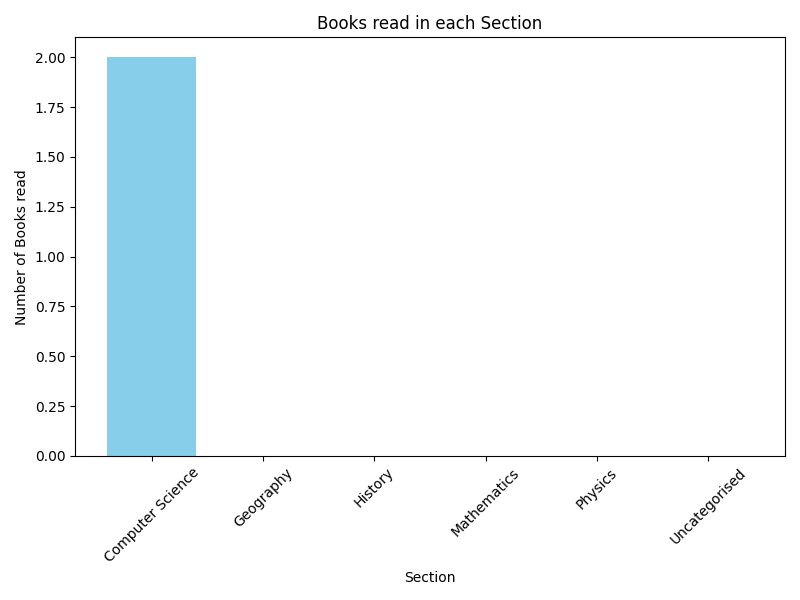 Books read in each Section
2.00
1.75
1.50
1.25
1.00
0.75
0.50
0.25
0.00
Number of Books read
Computer Science
Geography
History
Mathematics
Physics
Uncategorised
Section